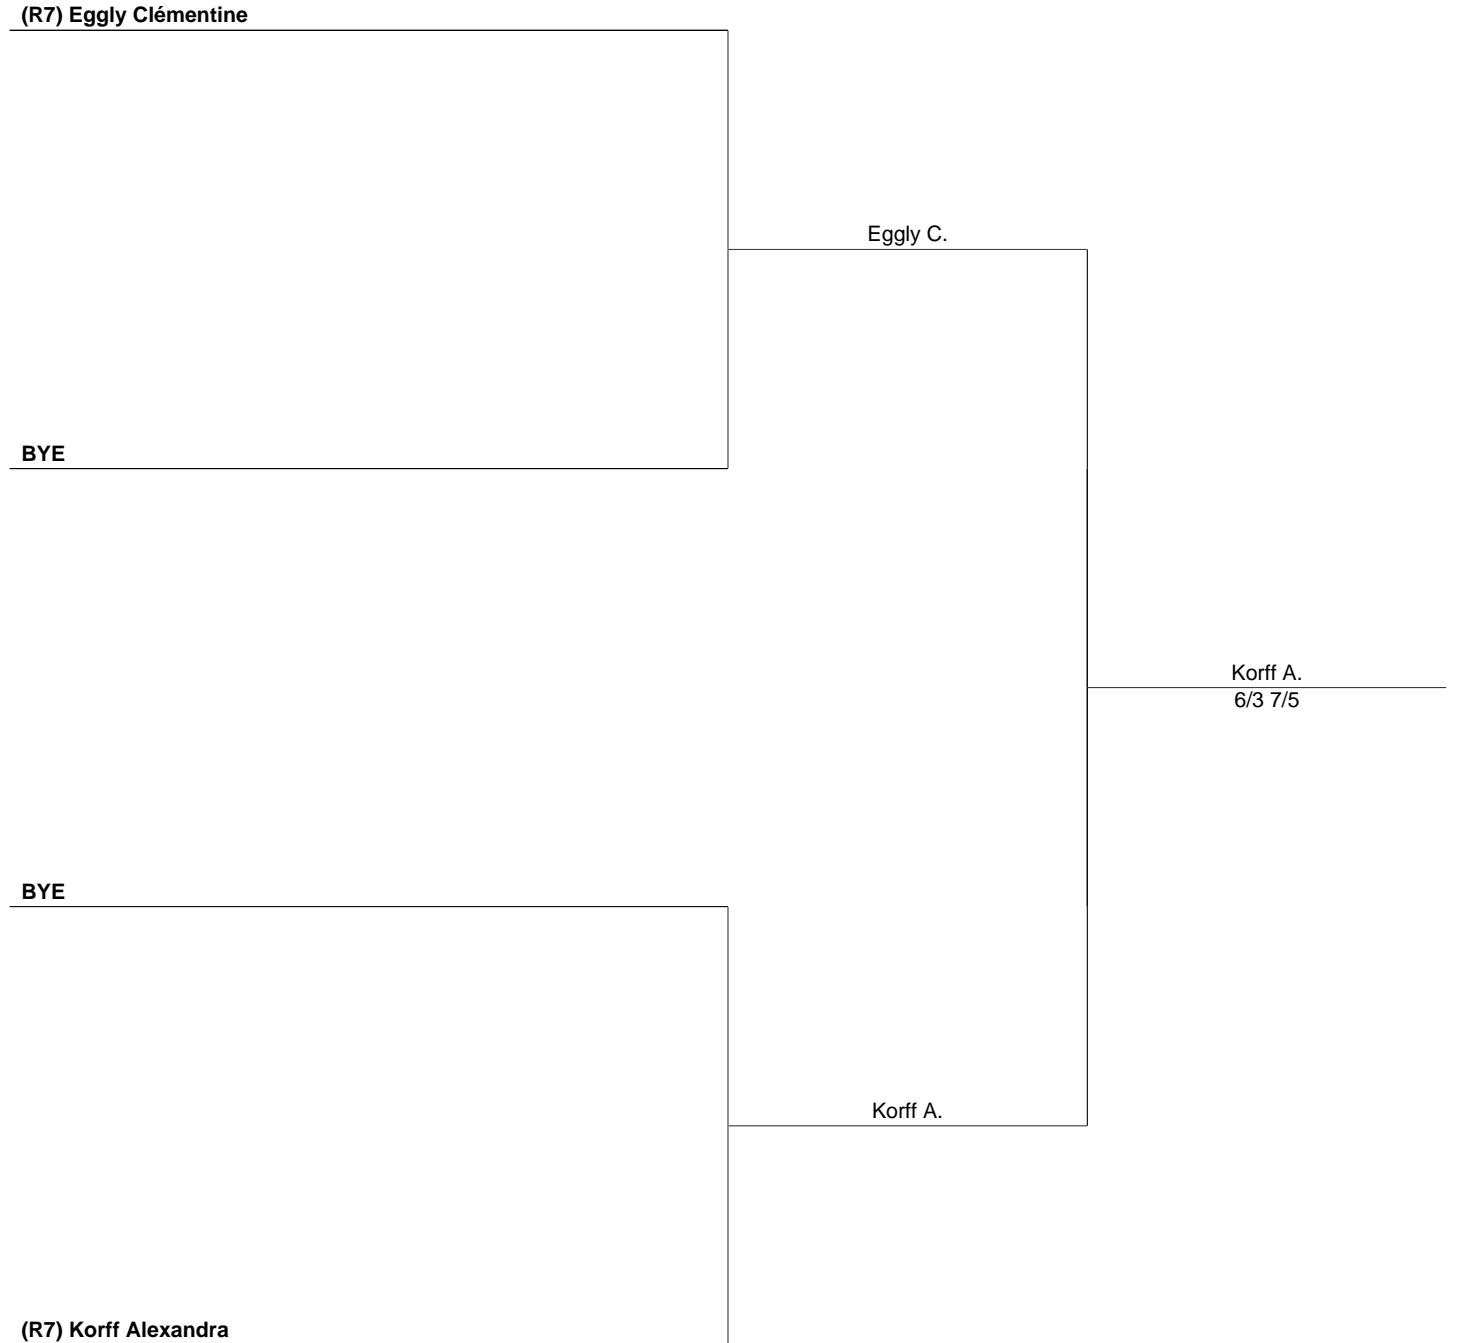 (R7) Eggly Clémentine
Eggly C.
BYE
Korff A.
6/3 7/5
BYE
Korff A.
(R7) Korff Alexandra